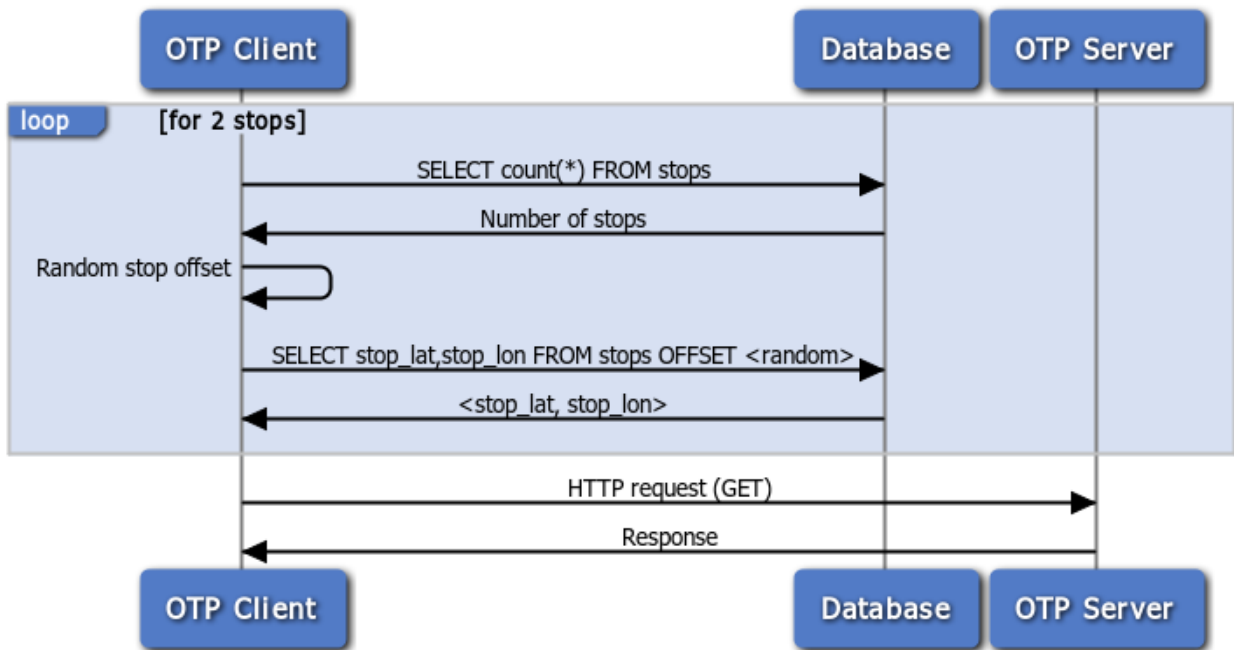 OTP Client
Database
OTP Server
loop
[for 2 stops]
SELECT count(*) FROM stops
Number of stops
Random stop offset
SELECT stop_lat,stop_lon FROM stops OFFSET <random>
<stop_lat, stop_lon>
HTTP request (GET)
Response
OTP Client
Database
OTP Server